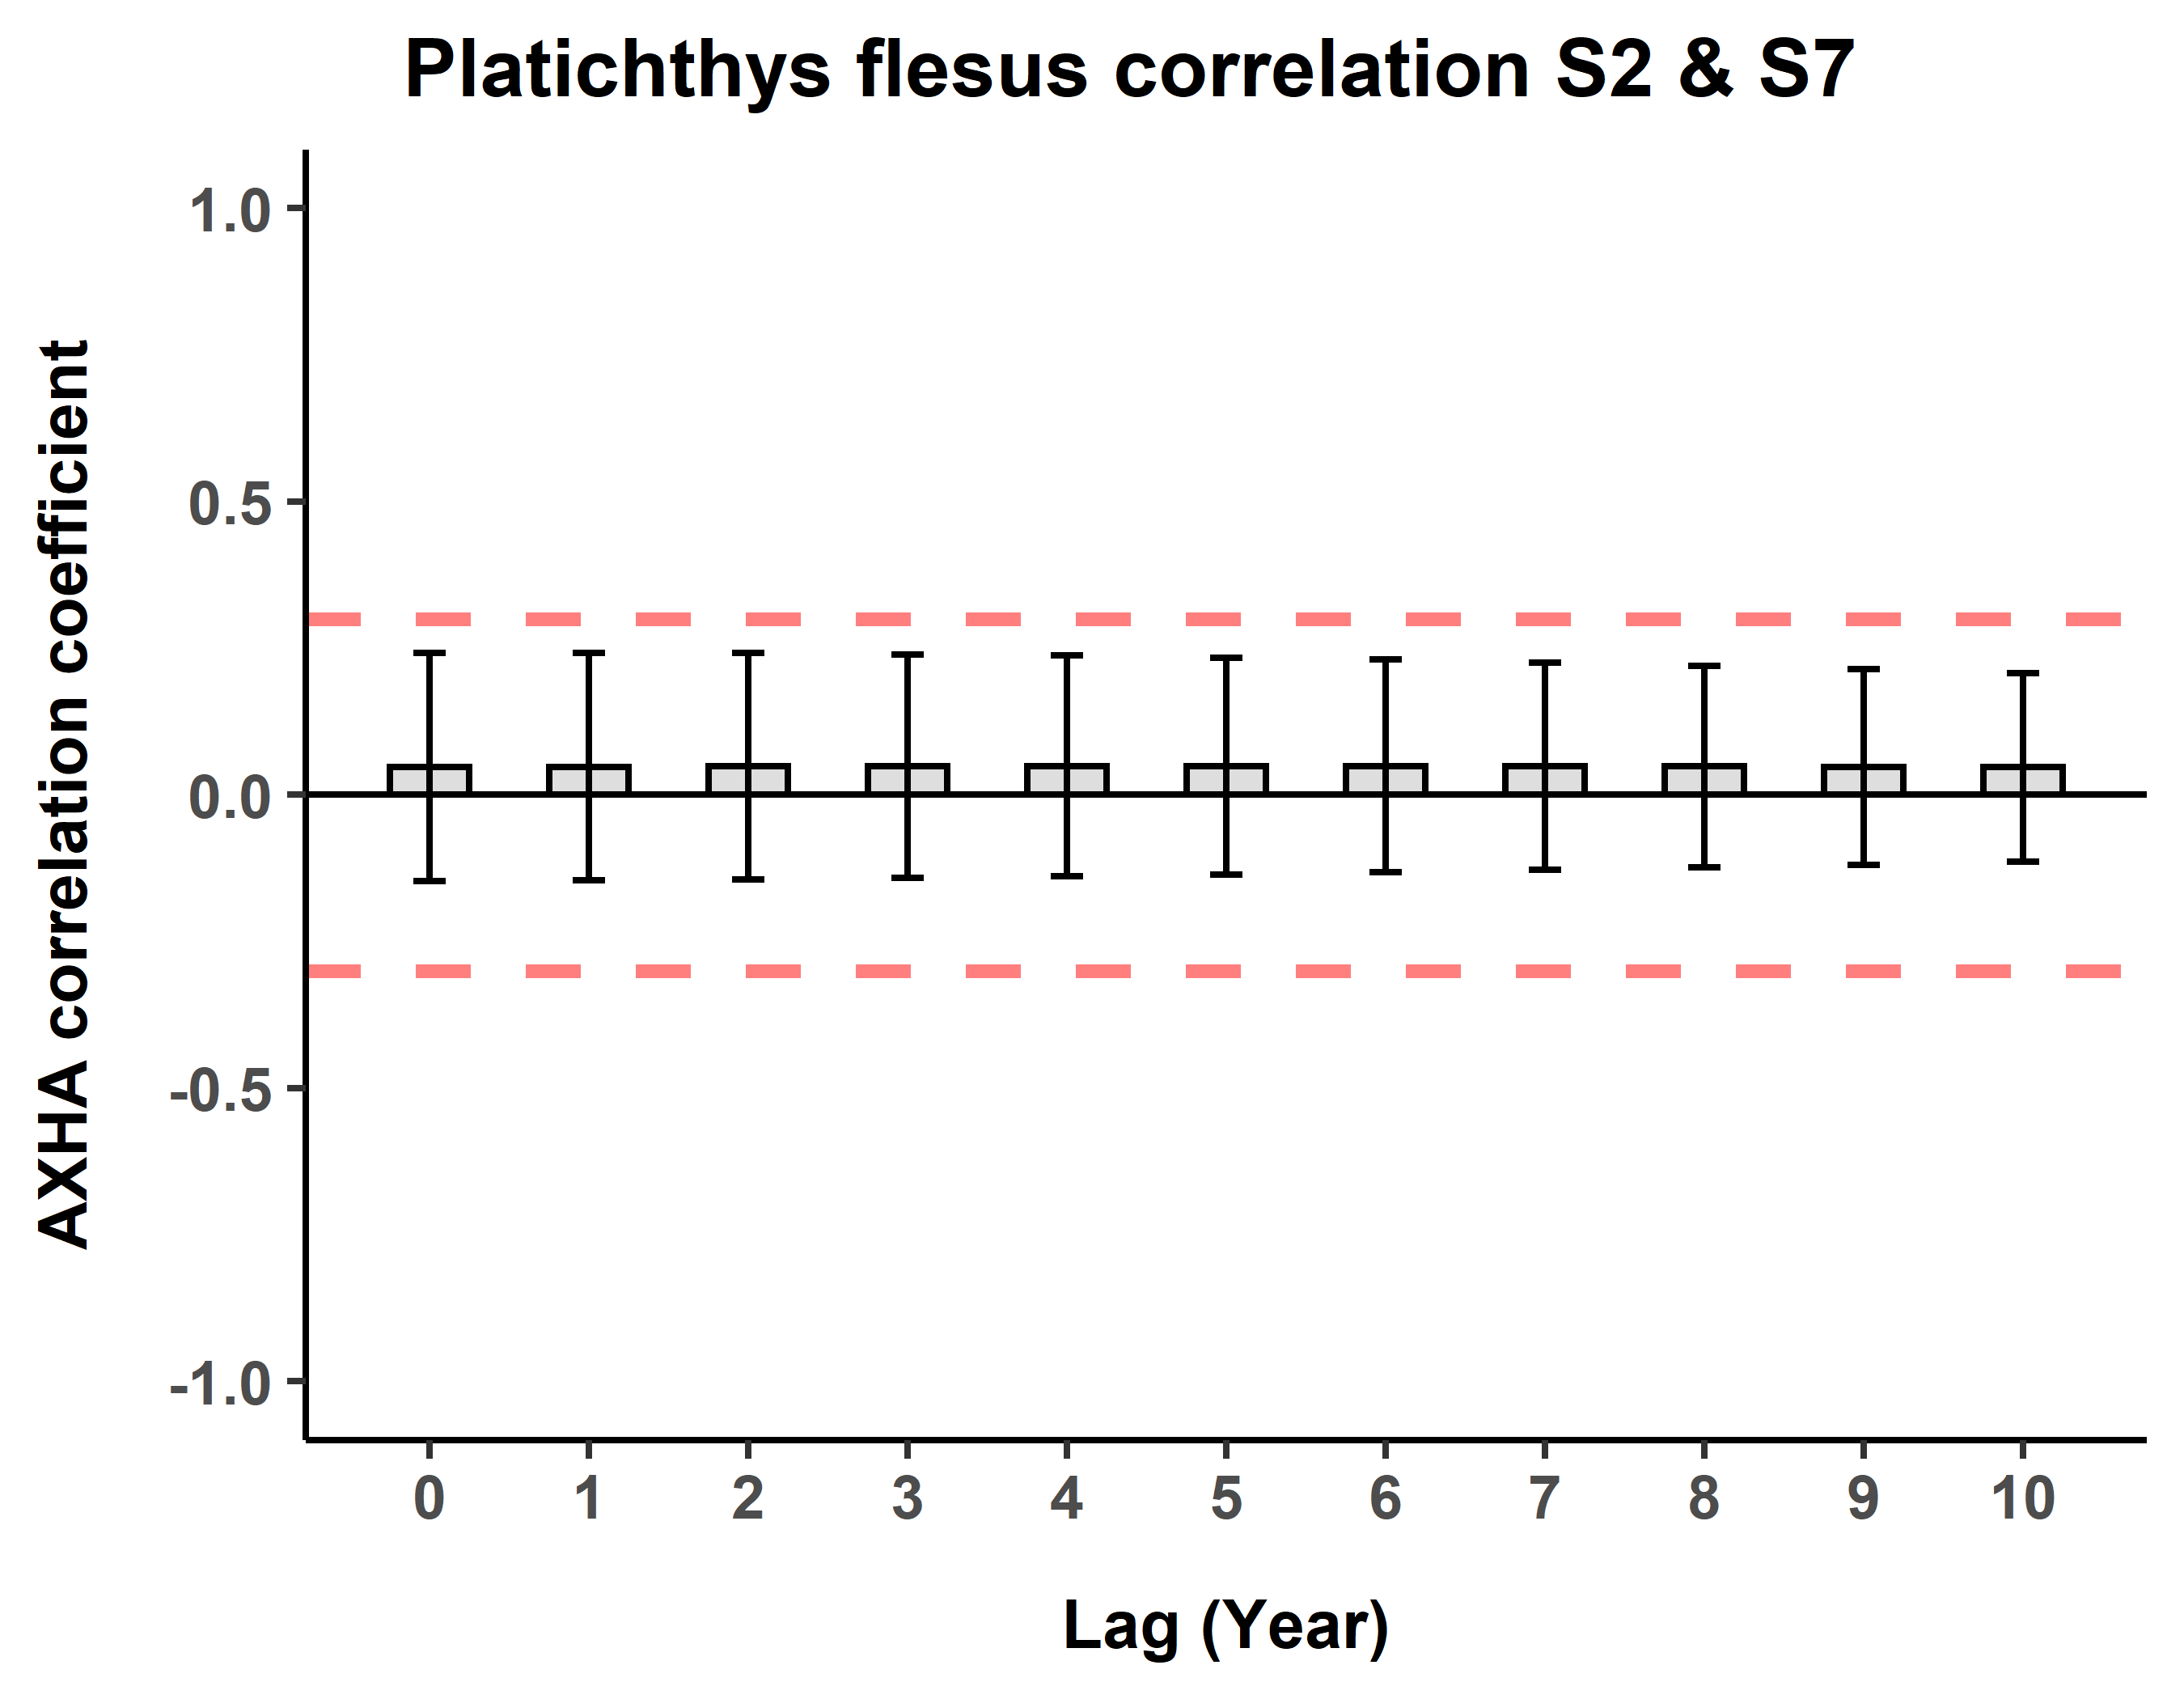 Platichthys flesus correlation S2 & S7
AXHA correlation coefficient
1.0
0.5
0.0
-0.5
-1.0
0 1 2 3 4 5 6 7 8 9 10
Lag (Year)